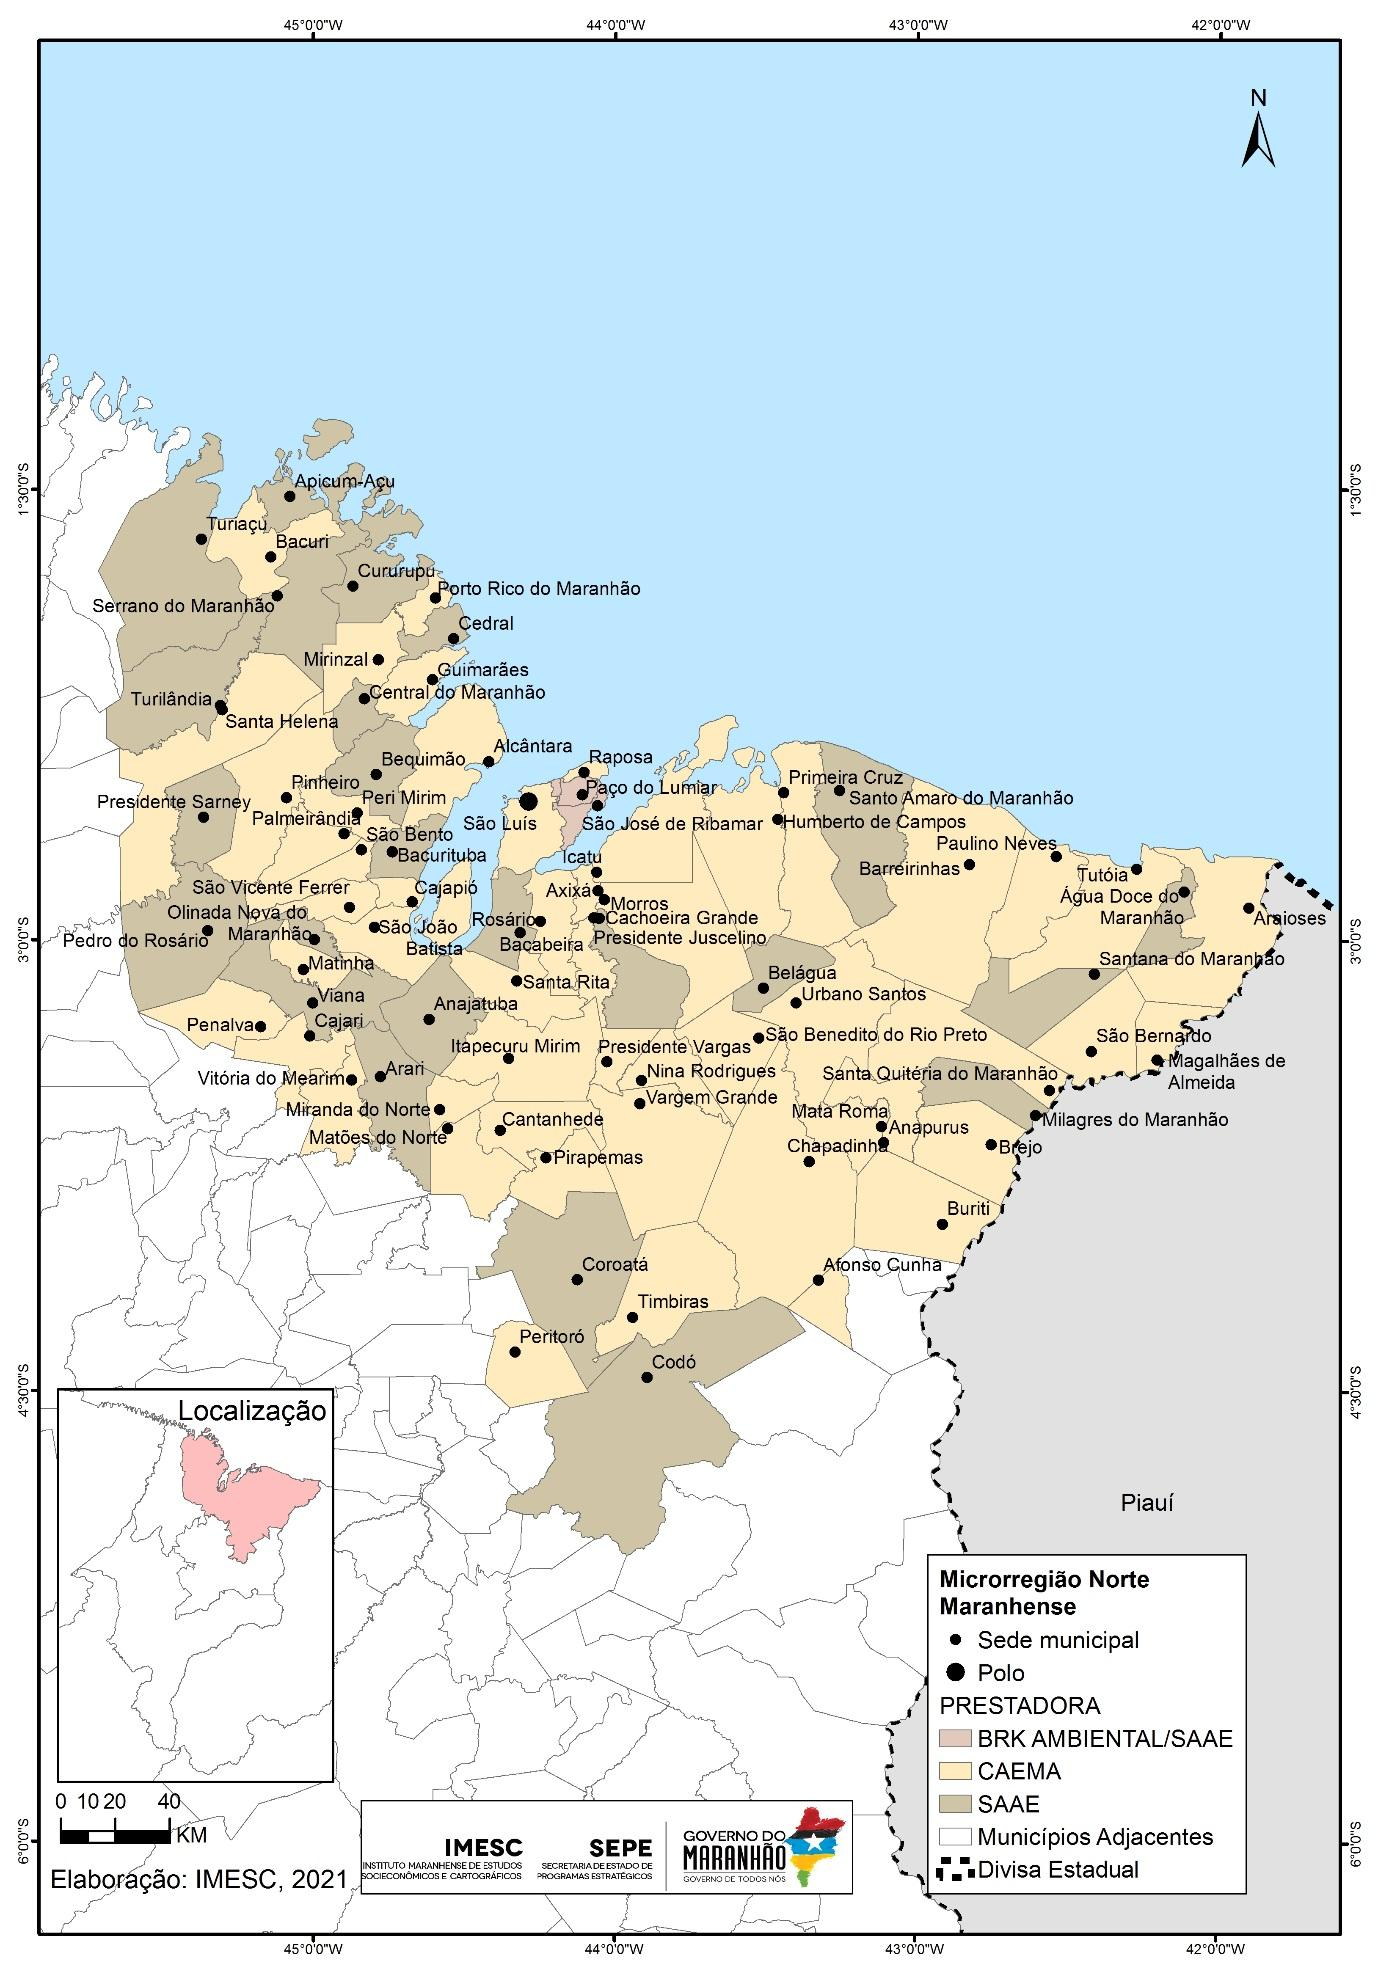 45°0'0"W 44°0'0"W 43°0'0"W 42°0'0"W
N
1°30'0"S
1°30'0"S
Apicum-Açu
Turiaçu
Bacuri
Cururupu
Porto Rico do Maranhão
Serrano do Maranhão
Cedral
Mirinzal
Guimarães
Central do Maranhão
Turilândia
Santa Helena
Alcântara
Bequimão
Raposa
Pinheiro
Primeira Cruz
Paço do Lumiar
Peri Mirim
Santo Amaro do Maranhão
Presidente Sarney
Palmeirândia
São Luís
São José de Ribamar
Humberto de Campos
São Bento
Paulino Neves
Bacurituba
Icatu
Barreirinhas
Tutóia
São Vicente Ferrer
Cajapió
Axixá
Água Doce do
Maranhão
Morros
Olinada Nova do
Maranhão
Rosário
Cachoeira Grande
Araioses
São João
Batista
Pedro do Rosário
Bacabeira
Presidente Juscelino
3°0'0"S
3°0'0"S
Matinha
Santana do Maranhão
Belágua
Santa Rita
Viana
Urbano Santos
Anajatuba
Cajari
Penalva
São Benedito do Rio Preto
São Bernardo
Itapecuru Mirim
Presidente Vargas
Magalhães de
Almeida
Arari
Nina Rodrigues
Santa Quitéria do Maranhão
Vitória do Mearim
Vargem Grande
Miranda do Norte
Mata Roma
Cantanhede
Milagres do Maranhão
Anapurus
Matões do Norte
Chapadinha
Brejo
Pirapemas
Buriti
Coroatá
Afonso Cunha
Timbiras
Peritoró
Codó
4°30'0"S
4°30'0"S
Localização
Piauí
Microrregião Norte
Maranhense
Sede municipal
Polo
PRESTADORA
BRK AMBIENTAL/SAAE
CAEMA
SAAE
Municípios Adjacentes
Divisa Estadual
0 10 20 40
KM
Elaboração: IMESC, 2021
IMESC
INSTITUTO MARANHENSE DE ESTUDOS
SOCIOECONÔMICOS E CARTOGRÁFICOS
SEPE
SECRETARIA DE ESTADO DE
PROGRAMAS ESTRATÉGICOS
GOVERNO DO
MARANHÃO
GOVERNO DE TODOS NÓS
6°0'0"S
6°0'0"S
45°0'0"W 44°0'0"W 43°0'0"W 42°0'0"W